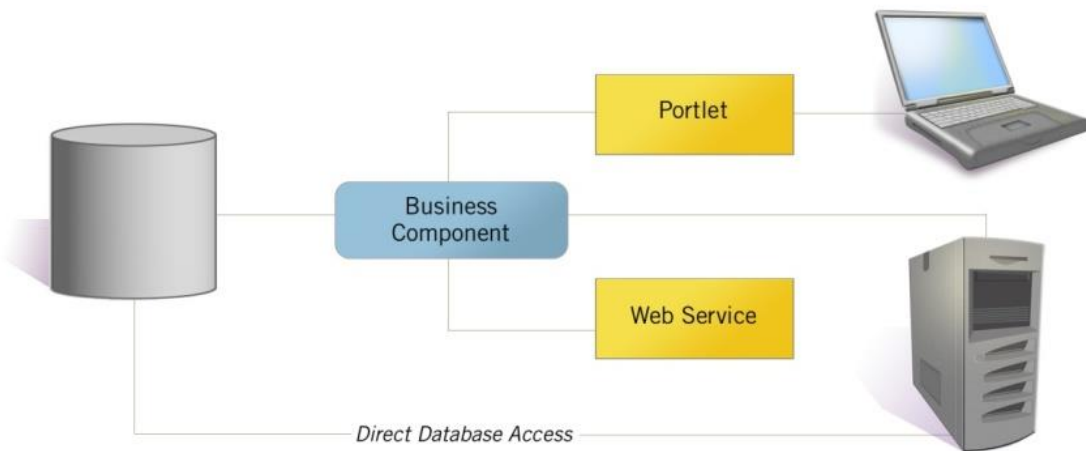 Portlet
Business
Component
Web Service
Direct Database Access